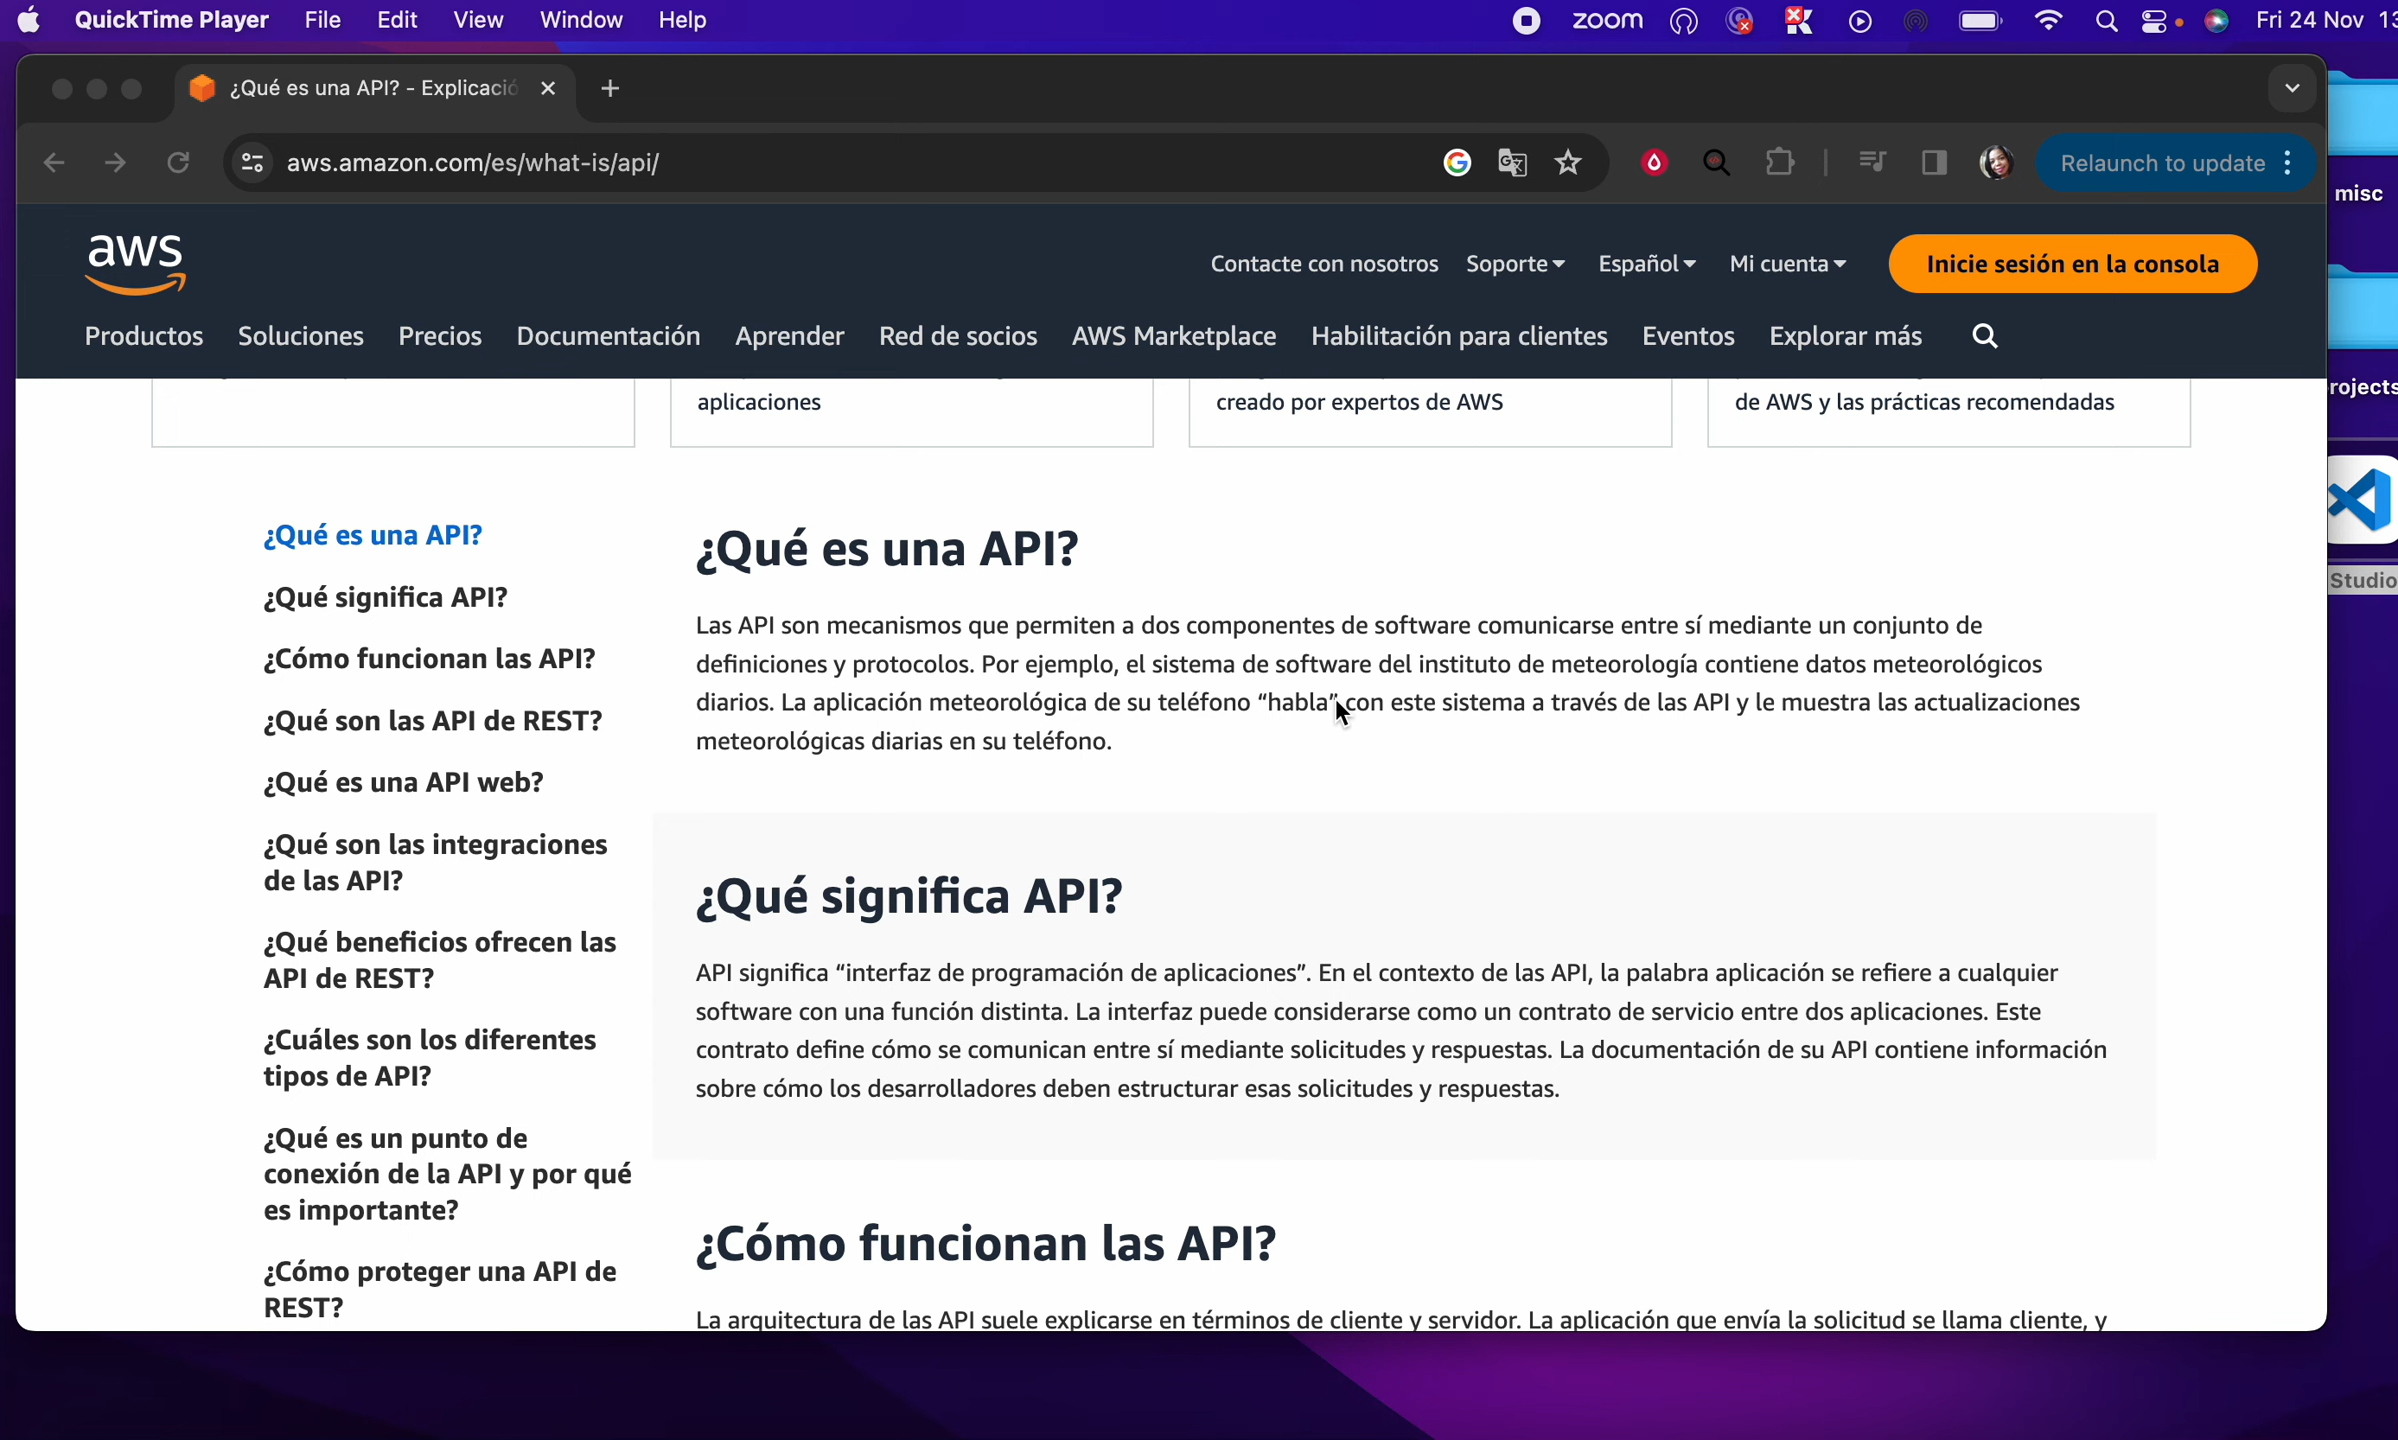 QuickTime Player File Edit View Window Help zoom Fri 24 Nov
¿Qué es una API? - Explicació
aws.amazon.com/es/what-is/api/
Relaunch to update
misc
aws
Contacte con nosotros Soporte Español Mi cuenta Inicie sesión en la consola
Productos Soluciones Precios Documentación Aprender Red de socios AWS Marketplace Habilitación para clientes Eventos Explorar más
rojects
aplicaciones
creado por expertos de AWS
de AWS y las prácticas recomendadas
Studio
¿Qué es una API?
¿Qué significa API?
¿Cómo funcionan las API?
¿Qué son las API de REST?
¿Qué es una API web?
¿Qué son las integraciones
de las API?
¿Qué beneficios ofrecen las
API de REST?
¿Cuáles son los diferentes
tipos de API?
¿Qué es un punto de
conexión de la API y por qué
es importante?
¿Cómo proteger una API de
REST?
¿Qué es una API?
Las API son mecanismos que permiten a dos componentes de software comunicarse entre sí mediante un conjunto de
definiciones y protocolos. Por ejemplo, el sistema de software del instituto de meteorología contiene datos meteorológicos
diarios. La aplicación meteorológica de su teléfono “habla” con este sistema a través de las API y le muestra las actualizaciones
meteorológicas diarias en su teléfono.
¿Qué significa API?
API significa “interfaz de programación de aplicaciones”. En el contexto de las API, la palabra aplicación se refiere a cualquier
software con una función distinta. La interfaz puede considerarse como un contrato de servicio entre dos aplicaciones. Este
contrato define cómo se comunican entre sí mediante solicitudes y respuestas. La documentación de su API contiene información
sobre cómo los desarrolladores deben estructurar esas solicitudes y respuestas.
¿Cómo funcionan las API?
La arquitectura de las API suele explicarse en términos de cliente y servidor. La aplicación que envía la solicitud se llama cliente, y